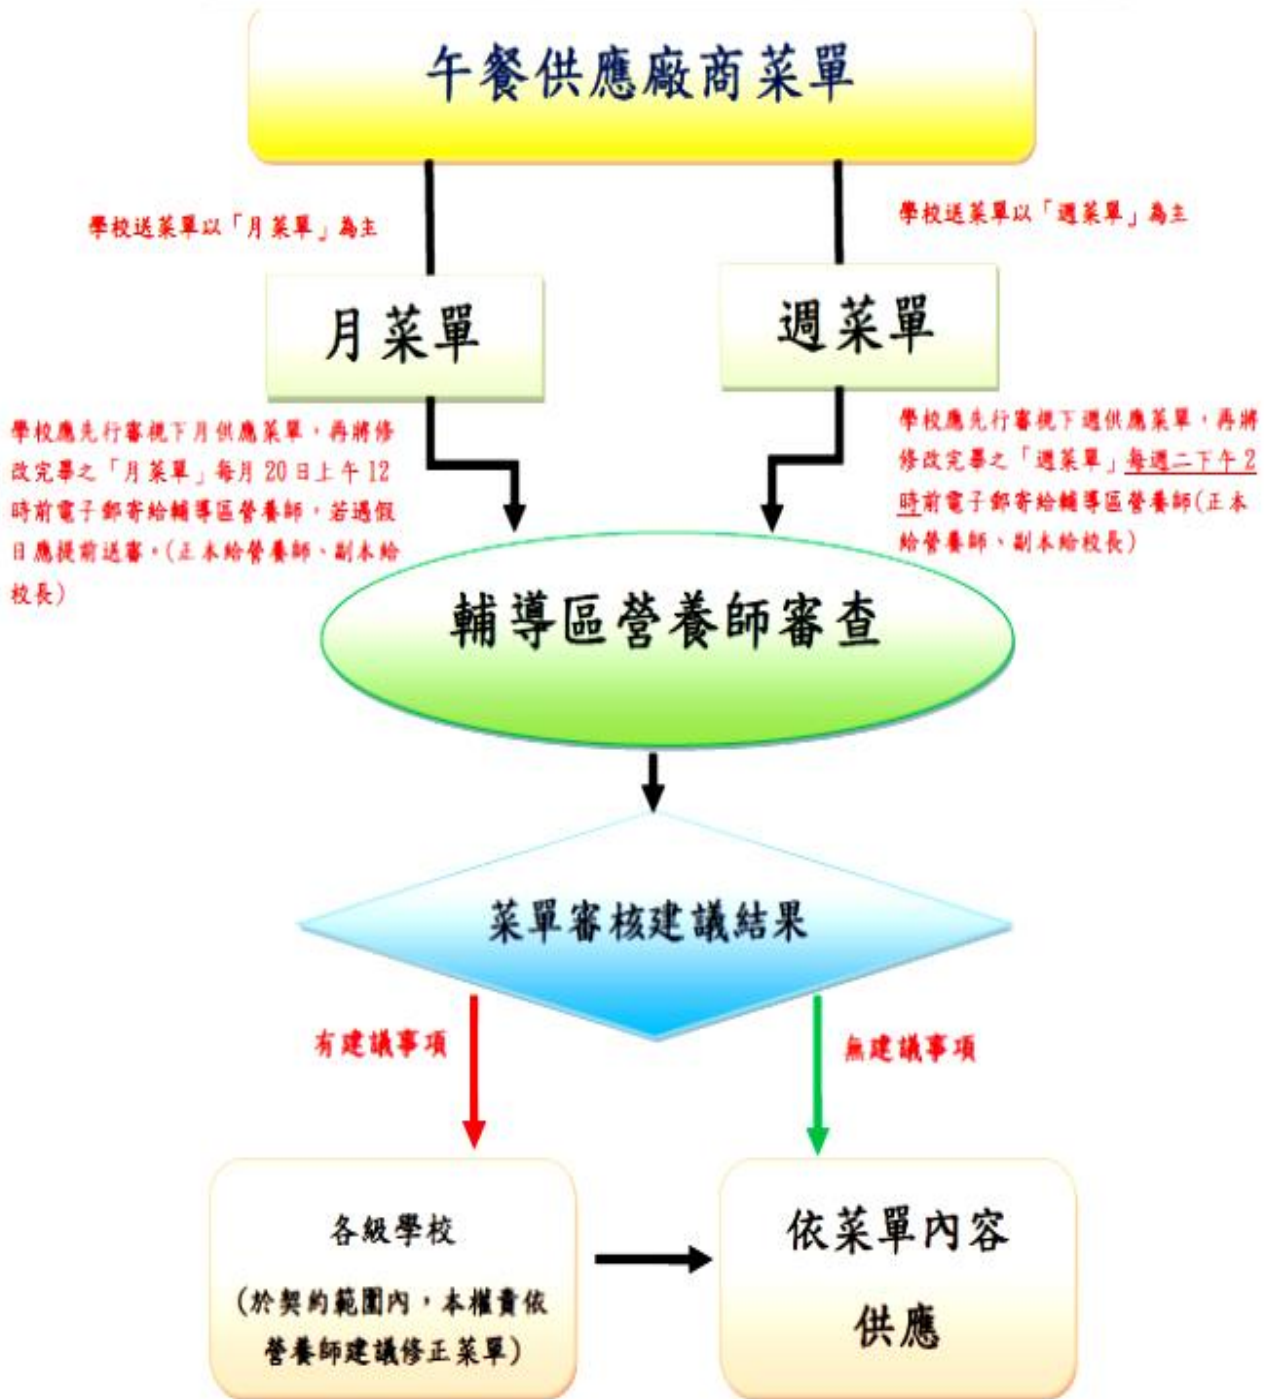 午餐供應廠商菜單
學校送菜單以「月菜單」為主
學校送菜單以「週菜單」為主
月菜單
週菜單
學校應先行審視下月供應菜單，再將修
改完畢之「月菜單」每月 20 日上午 12
時前電子郵寄給輔導區營養師，若遇假
日應提前送審。(正本給營養師、副本給
校長)
學校應先行審視下週供應菜單，再將
修改完畢之「週菜單」每週二下午 2
時前電子郵寄給輔導區營養師(正本
給營養師、副本給校長)
輔導區營養師審查
菜單審核建議結果
有建議事項
無建議事項
各級學校
(於契約範圍內，本權責依
營養師建議修正菜單)
依菜單內容
供應